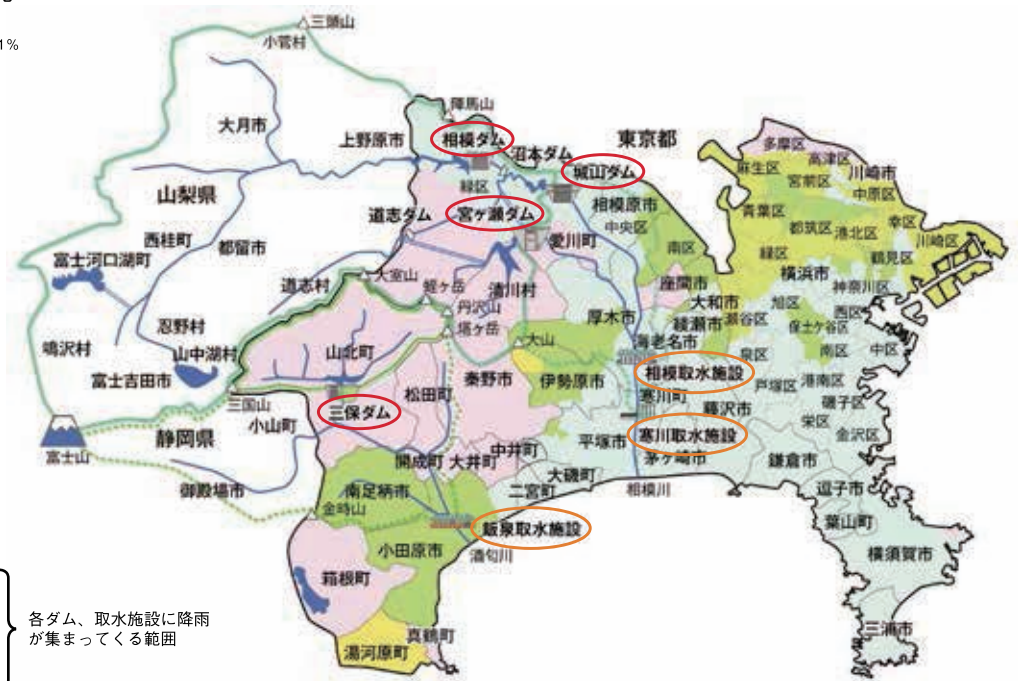 1%
三頭山
小菅村
陣馬山
大月市
上野原市
相模ダム
沼本ダム
東京都
城山ダム
多摩区
高津区
麻生区
宮前区
川崎市
中原区
山梨県
緑区
相模原市
中央区
道志ダム
宮ヶ瀬ダム
愛川町
青葉区
都筑区
港北区
幸区
川崎区
西桂町
都留市
南区
緑区
鶴見区
富士河口湖町
大室山
道志村
蛭ヶ岳
清川村
座間市
横浜市
神奈川区
丹沢山
大和市
旭区
西区
塔ヶ岳
厚木市
綾瀬市
瀬谷区
保土ケ谷区
忍野村
大山
海老名市
鳴沢村
山中湖村
山北町
泉区
南区
中区
富士吉田市
松田町
秦野市
伊勢原市
相模取水施設
戸塚区
港南区
三国山
三保ダム
寒川町
藤沢市
磯子区
小山町
栄区
静岡県
平塚市
寒川取水施設
金沢区
富士山
中井町
茅ヶ崎市
鎌倉市
開成町
大井町
大磯町
御殿場市
南足柄市
二宮町
相模川
逗子市
金時山
飯泉取水施設
葉山町
小田原市
酒匂川
横須賀市
箱根町
各ダム、取水施設に降雨
が集まってくる範囲
真鶴町
三浦市
湯河原町